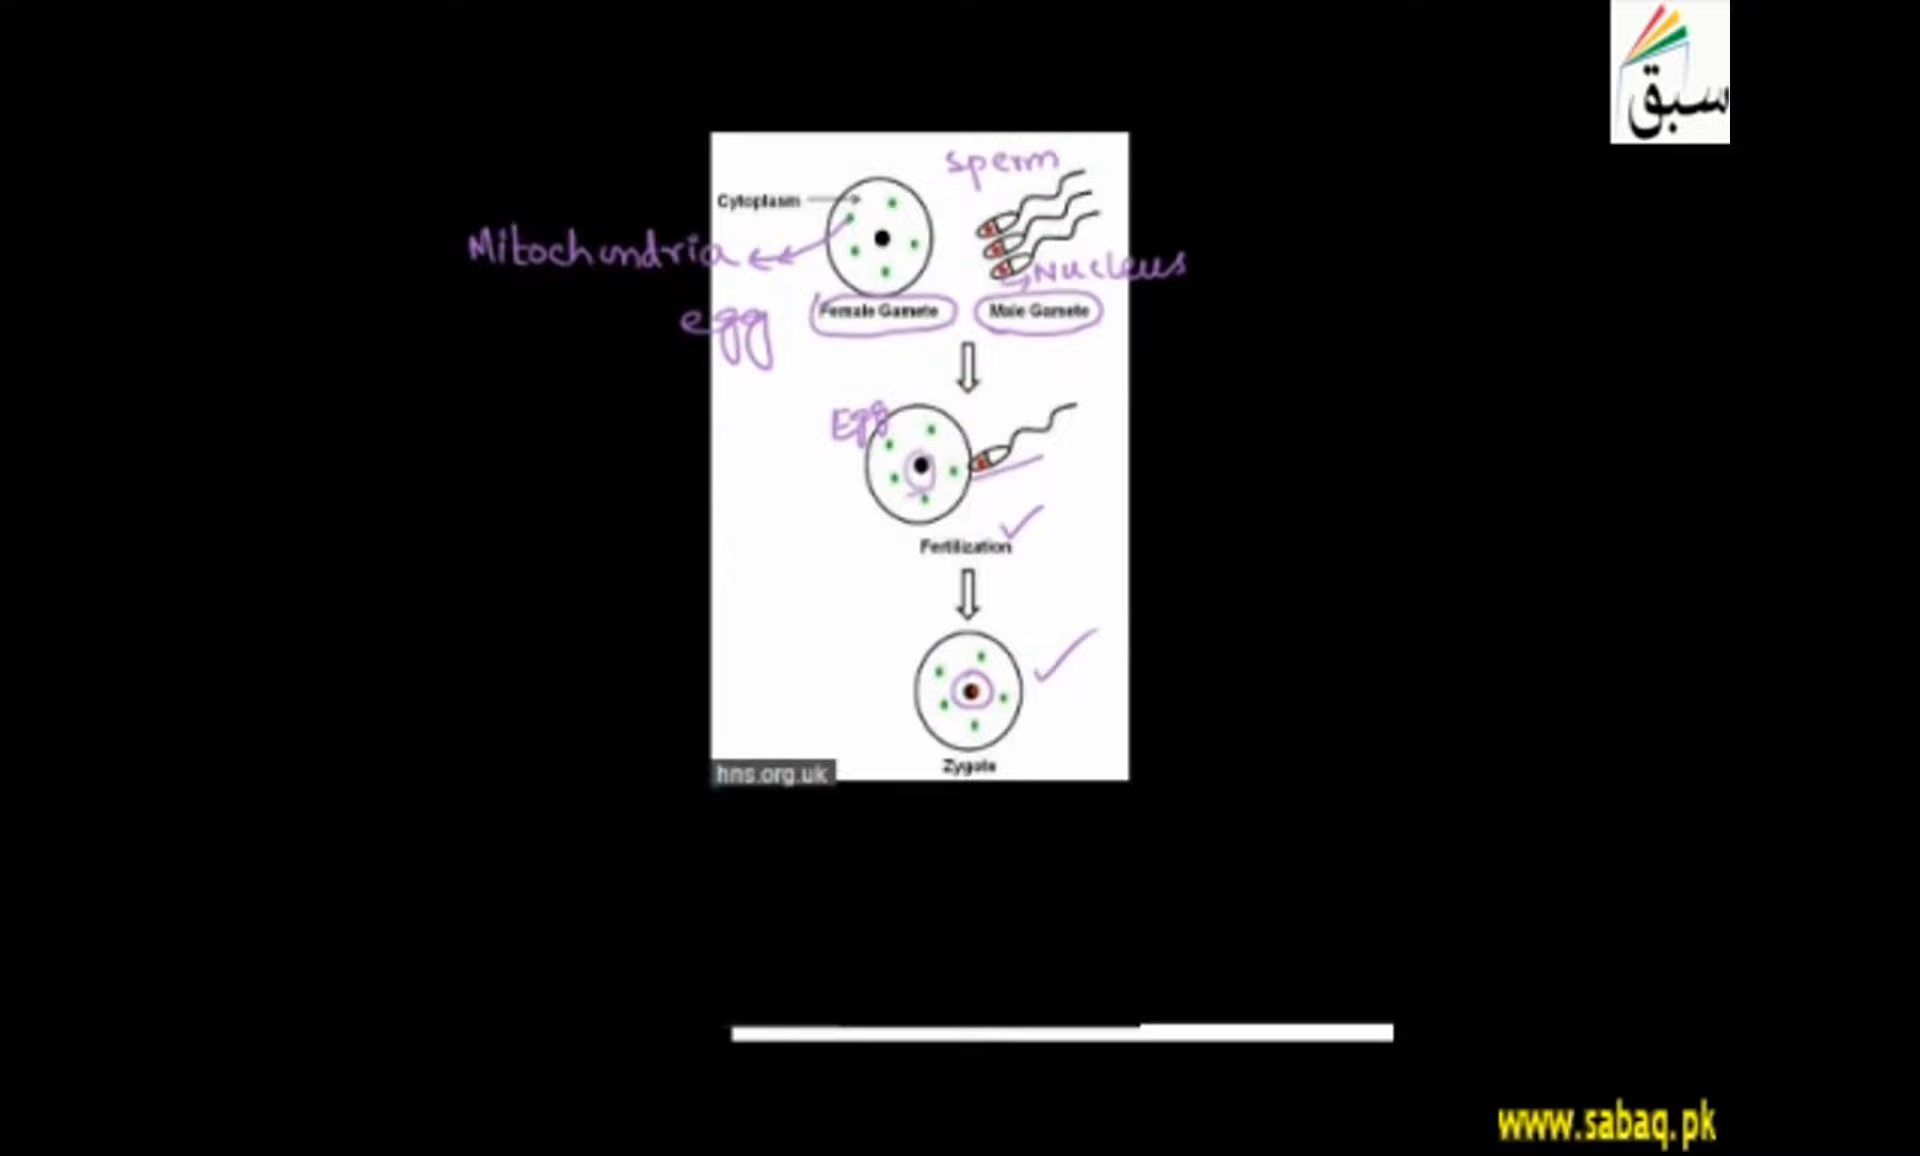 سبق
sperm
Cytoplasm
Mitochondria
Nucleus
Female Gamete
Male Gamete
egg
Egg
Fertilization
Zygote
hns.org.uk
www.sabaq.pk